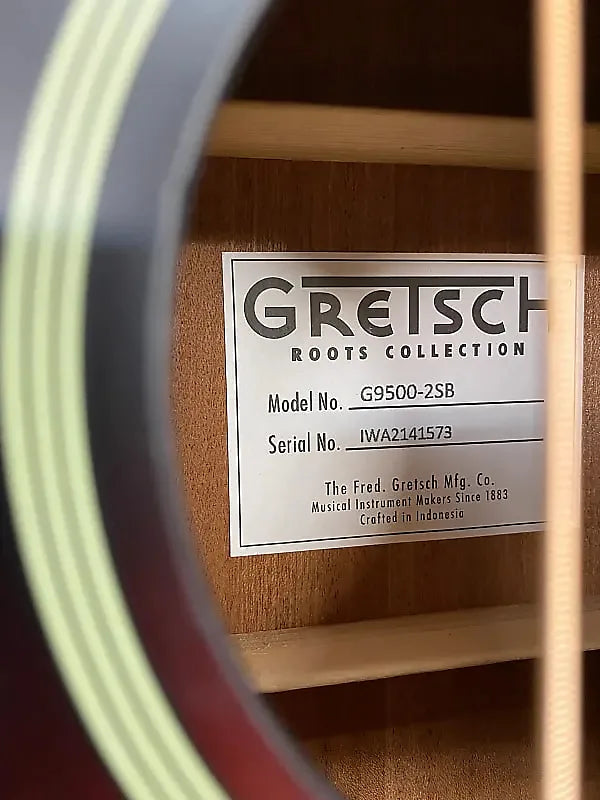 GRETSCH
ROOTS COLLECTION
Model No. G9500-2SB
Serial No. IWA2141573
The Fred. Gretsch Mfg. Co.
Musical Instrument Makers Since 1883
Crafted in Indonesia